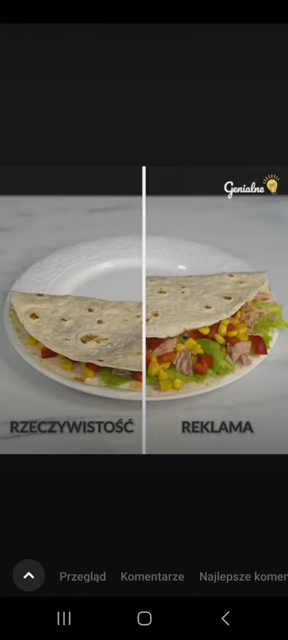 Genialne
RZECZYWISTOŚĆ
REKLAMA
Przegląd Komentarze Najlepsze komen